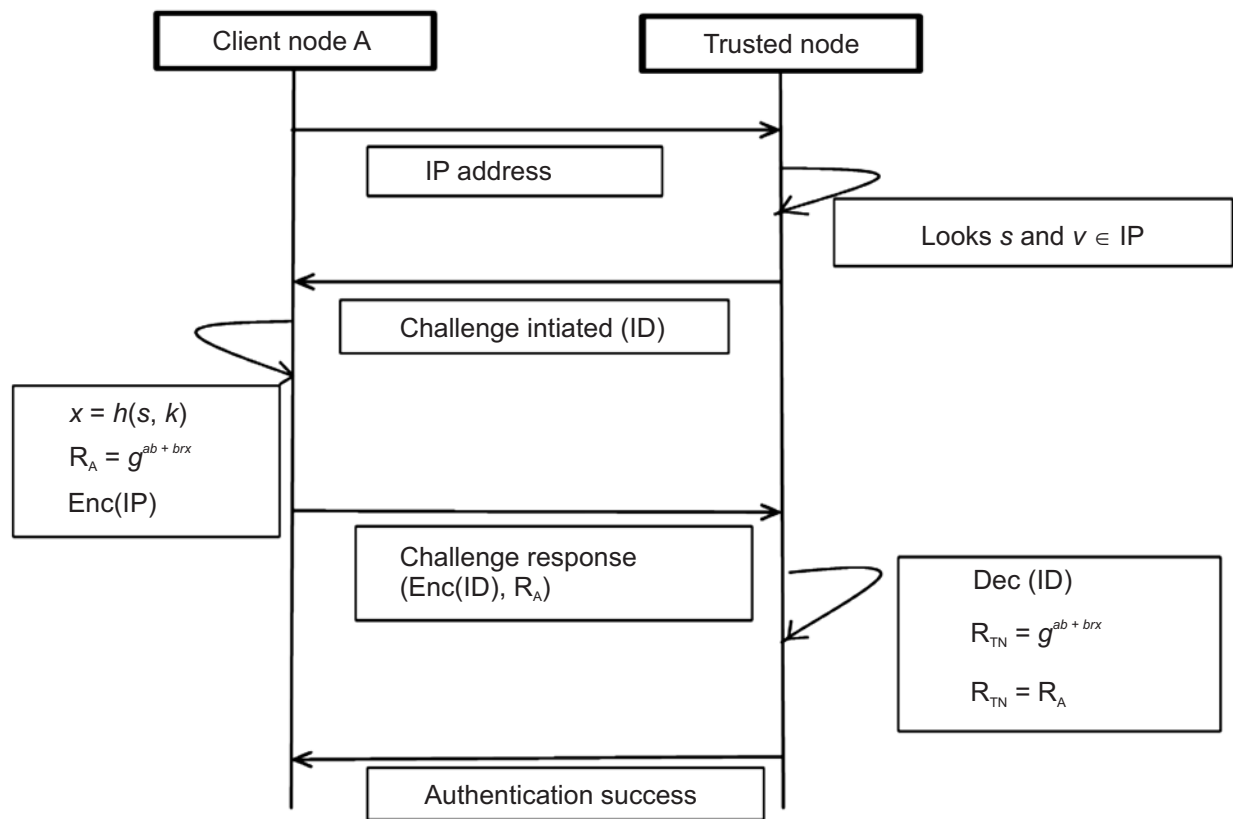 Client node A
Trusted node
IP address
Looks s and v ∈ IP
Challenge intiated (ID)
x = h(s, k)
R_A = g^{ab + brx}
Enc(IP)
Challenge response
(Enc(ID), R_A)
Dec (ID)
R_TN = g^{ab + brx}
R_TN = R_A
Authentication success